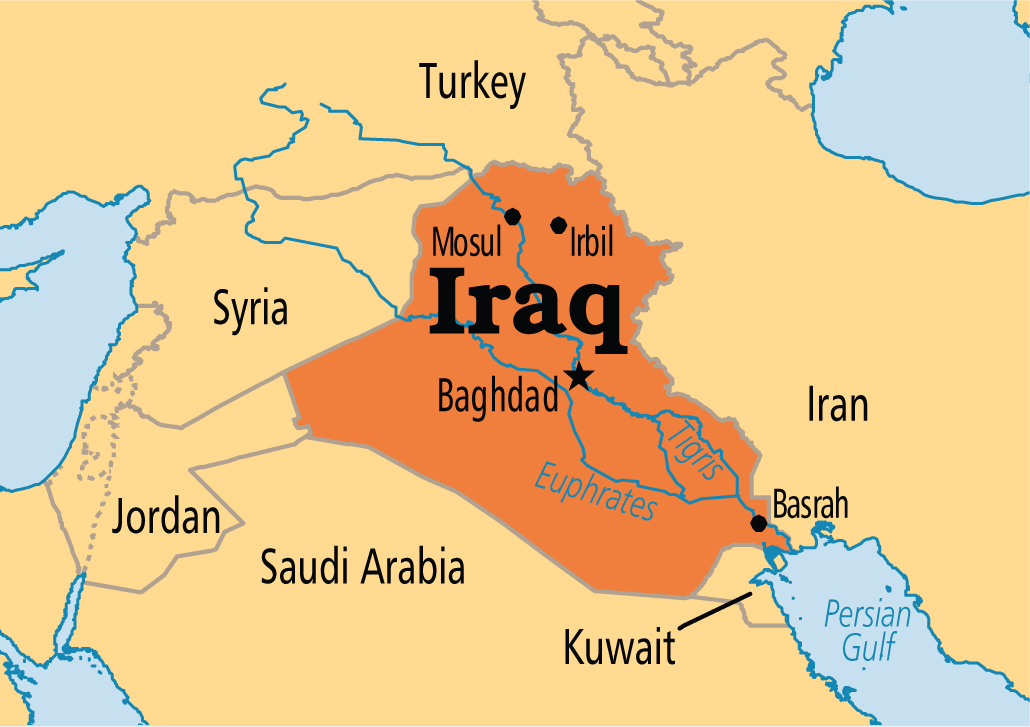 Turkey
Mosul
Irbil
Iraq
Syria
Baghdad
Iran
Tigris
Euphrates
Basrah
Jordan
Saudi Arabia
Persian
Gulf
Kuwait